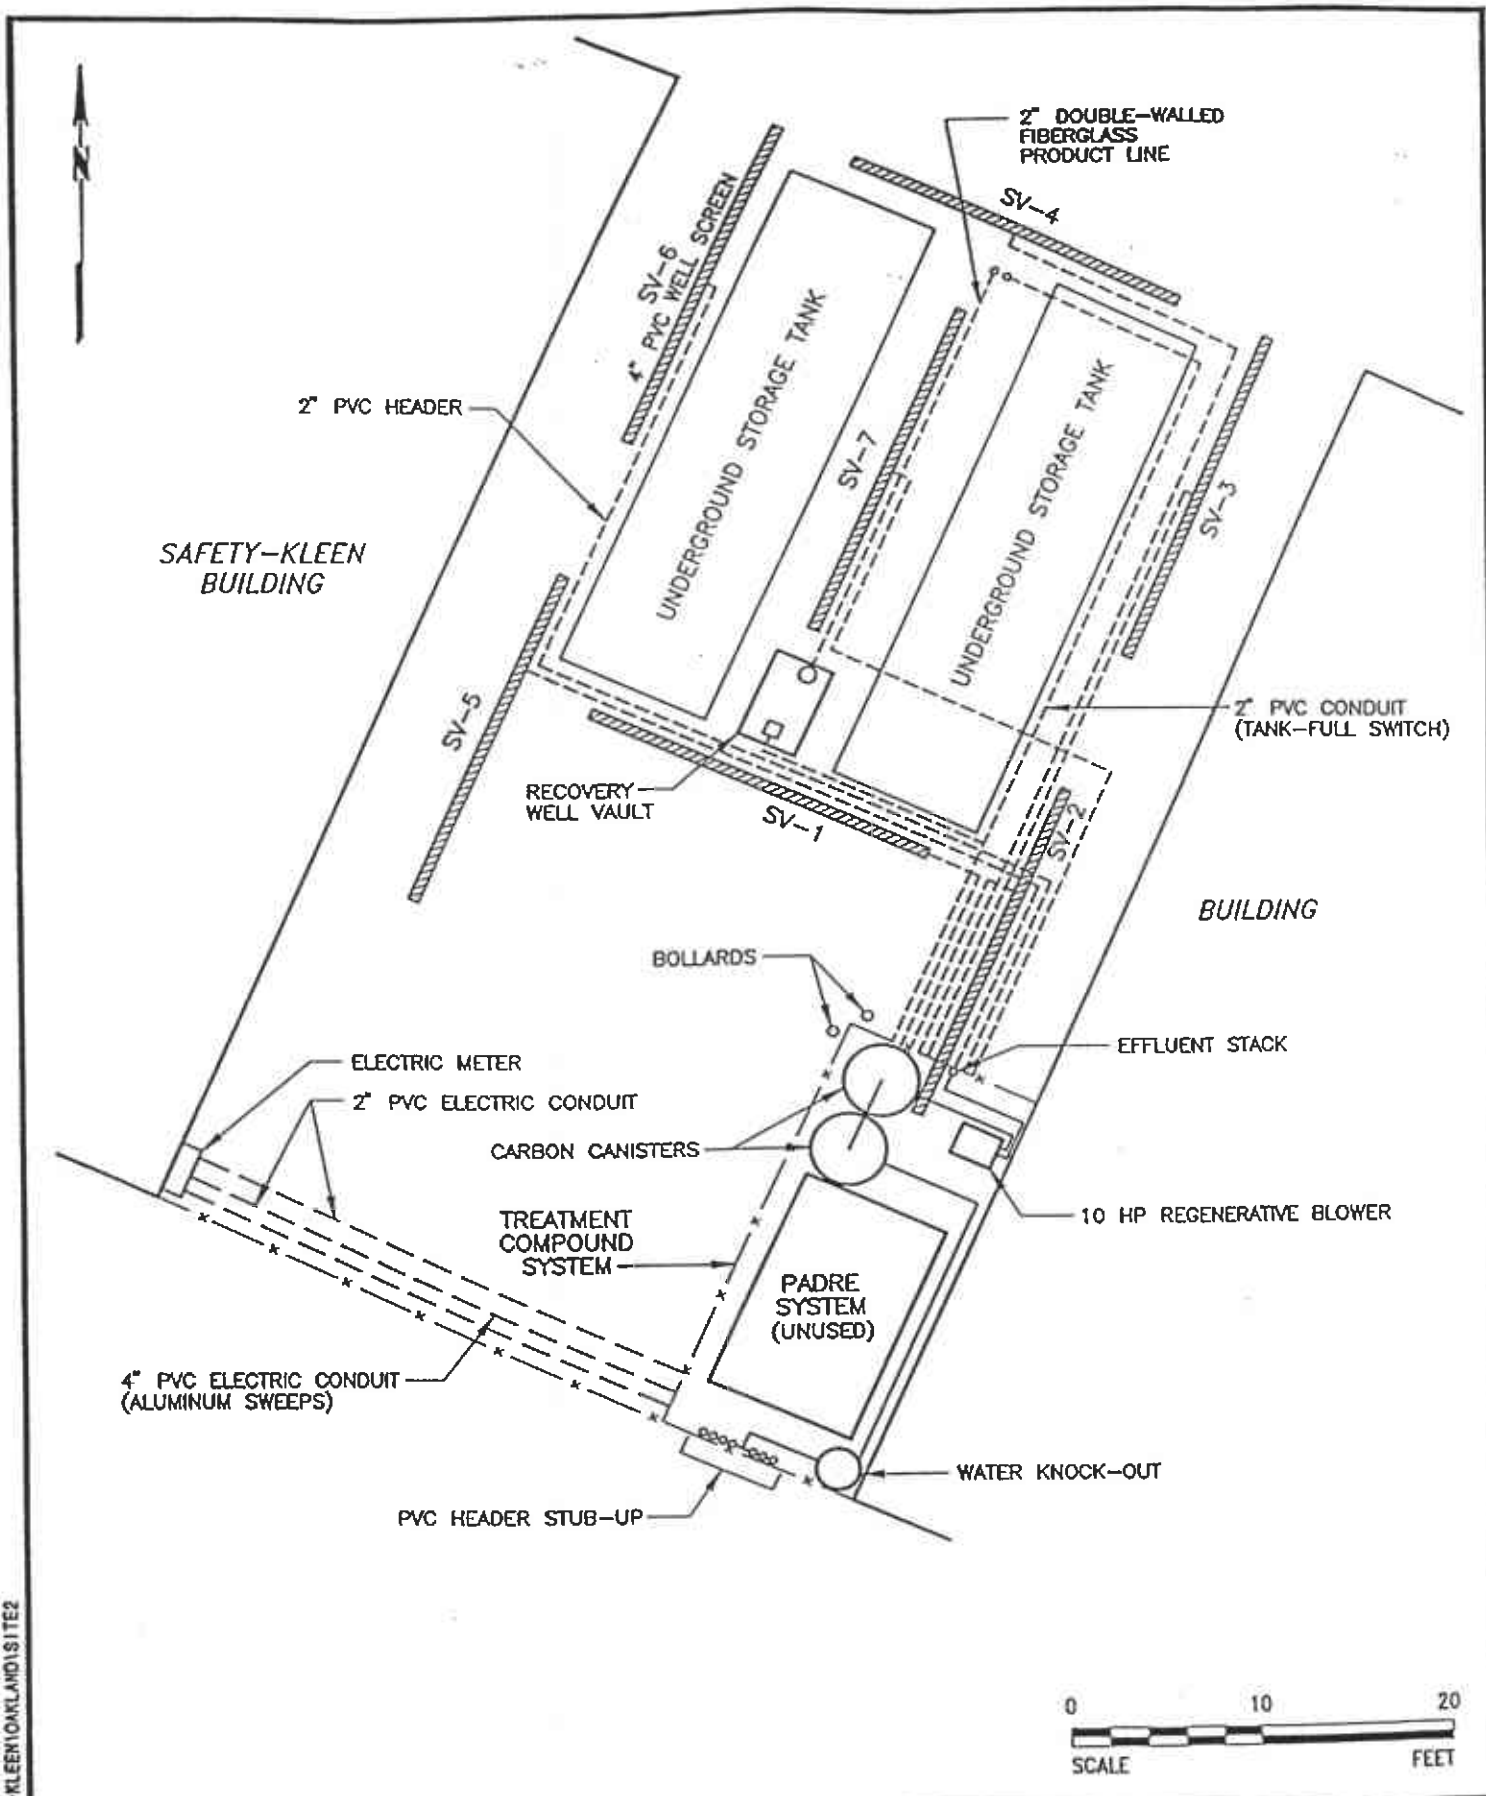 N
2" DOUBLE-WALLED
FIBERGLASS
PRODUCT LINE
SV-4
SV-6
4" PVC WELL SCREEN
2" PVC HEADER
UNDERGROUND STORAGE TANK
SV-7
UNDERGROUND STORAGE TANK
SV-3
SAFETY-KLEEN
BUILDING
SV-5
2" PVC CONDUIT
(TANK-FULL SWITCH)
RECOVERY
WELL VAULT
SV-1
SV-2
BUILDING
BOLLARDS
EFFLUENT STACK
ELECTRIC METER
2" PVC ELECTRIC CONDUIT
CARBON CANISTERS
10 HP REGENERATIVE BLOWER
TREATMENT
COMPOUND
SYSTEM
PADRE
SYSTEM
(UNUSED)
4" PVC ELECTRIC CONDUIT
(ALUMINUM SWEEPS)
WATER KNOCK-OUT
PVC HEADER STUB-UP
0 10 20
SCALE FEET
KLEEN\OAKLAND\SITE2